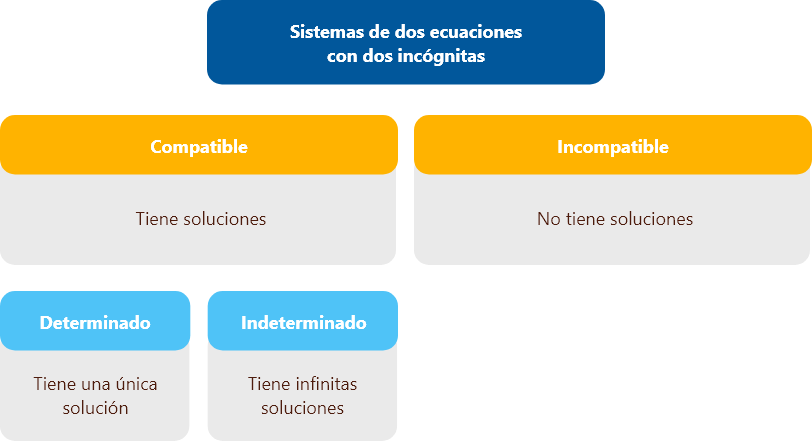 Sistemas de dos ecuaciones
con dos incógnitas
Compatible
Incompatible
Tiene soluciones
No tiene soluciones
Determinado
Indeterminado
Tiene una única
solución
Tiene infinitas
soluciones